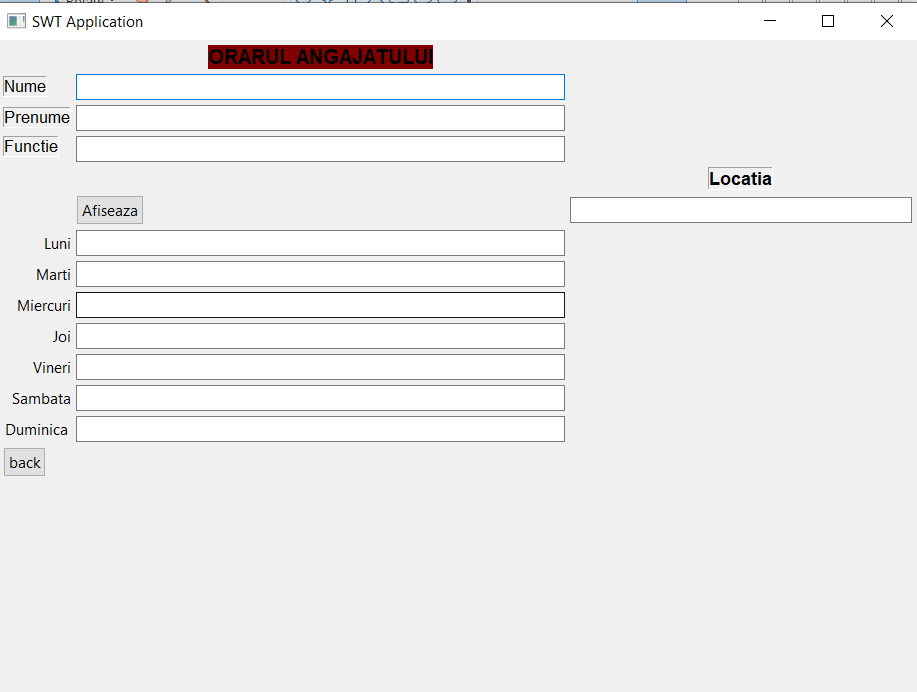 SWT Application
ORARUL ANGAJATULUI
Nume
Prenume
Functie
Locatia
Afiseaza
Luni
Marti
Miercuri
Joi
Vineri
Sambata
Duminica
back